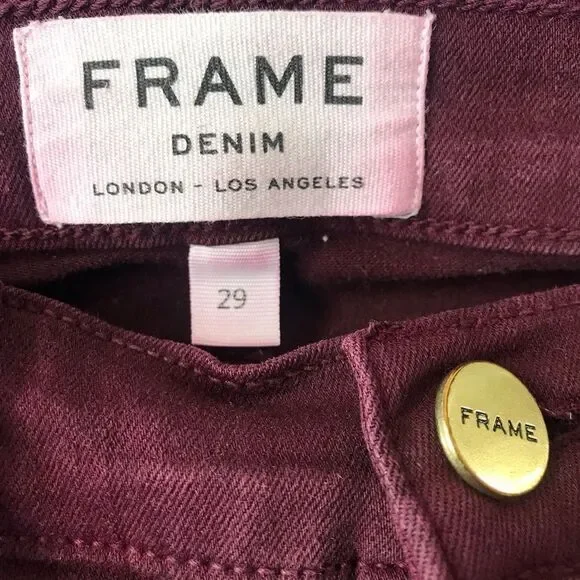 FRAME
DENIM
LONDON - LOS ANGELES
29
FRAME